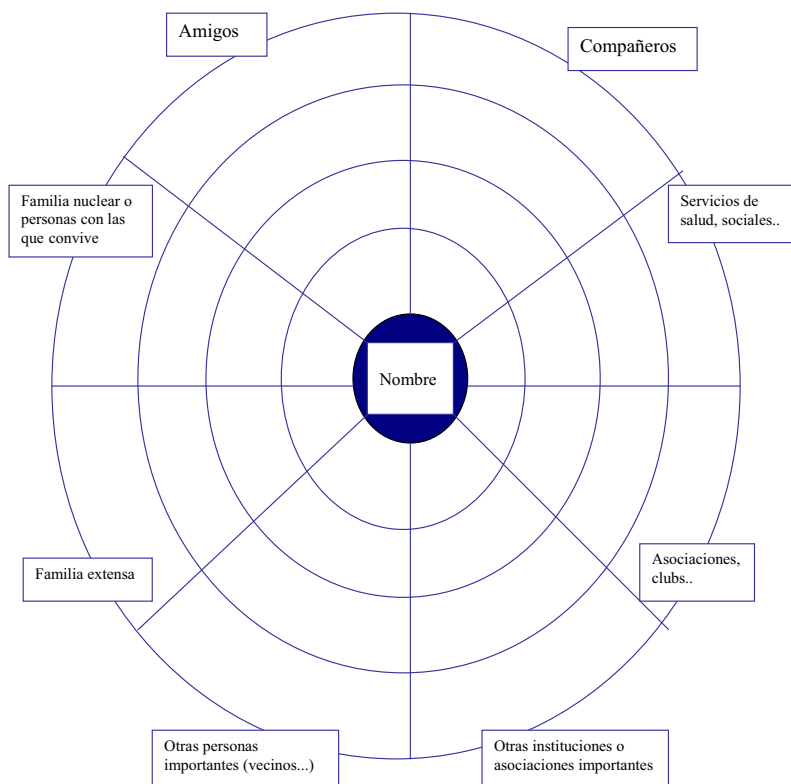 Amigos
Compañeros
Familia nuclear o
personas con las
que convive
Servicios de
salud, sociales..
Nombre
Familia extensa
Asociaciones,
clubs..
Otras personas
importantes (vecinos...)
Otras instituciones o
asociaciones importantes